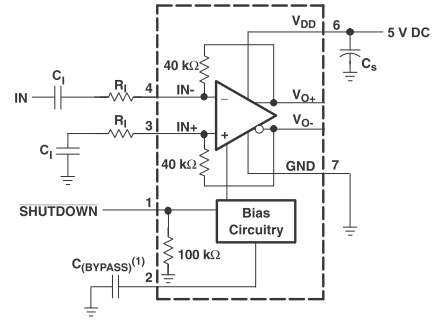 V_DD 6
5 V DC
40 kΩ
C_S
C_I
R_I
4 IN-
IN
−
V_O+
R_I
3 IN+
+
V_O-
C_I
40 kΩ
GND 7
SHUTDOWN 1
Bias
Circuitry
100 kΩ
C_(BYPASS)^(1)
2